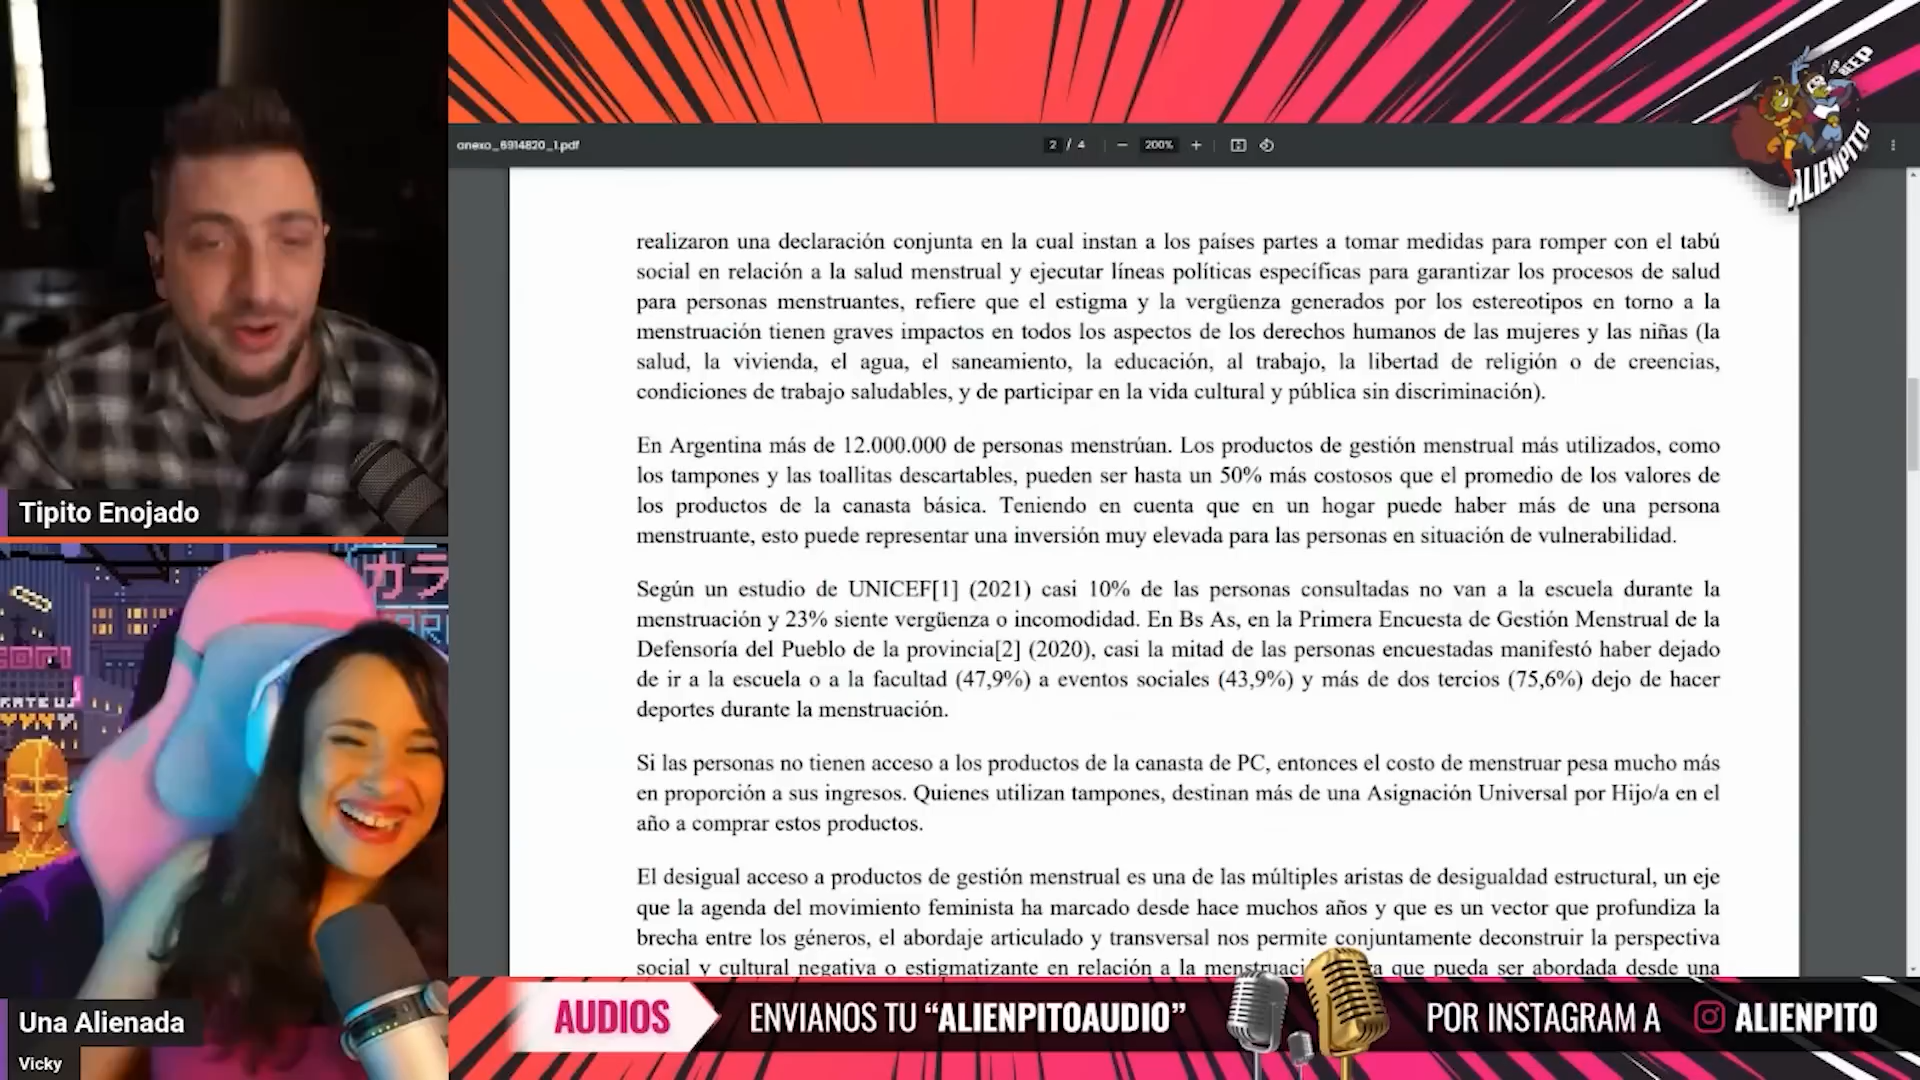 anexo_6914820_1.pdf
2 / 4
200%
BEEP
ALIENPITO
realizaron una declaración conjunta en la cual instan a los países partes a tomar medidas para romper con el tabú
social en relación a la salud menstrual y ejecutar líneas políticas específicas para garantizar los procesos de salud
para personas menstruantes, refiere que el estigma y la vergüenza generados por los estereotipos en torno a la
menstruación tienen graves impactos en todos los aspectos de los derechos humanos de las mujeres y las niñas (la
salud, la vivienda, el agua, el saneamiento, la educación, al trabajo, la libertad de religión o de creencias,
condiciones de trabajo saludables, y de participar en la vida cultural y pública sin discriminación).
En Argentina más de 12.000.000 de personas menstrúan. Los productos de gestión menstrual más utilizados, como
los tampones y las toallitas descartables, pueden ser hasta un 50% más costosos que el promedio de los valores de
los productos de la canasta básica. Teniendo en cuenta que en un hogar puede haber más de una persona
menstruante, esto puede representar una inversión muy elevada para las personas en situación de vulnerabilidad.
Según un estudio de UNICEF[1] (2021) casi 10% de las personas consultadas no van a la escuela durante la
menstruación y 23% siente vergüenza o incomodidad. En Bs As, en la Primera Encuesta de Gestión Menstrual de la
Defensoría del Pueblo de la provincia[2] (2020), casi la mitad de las personas encuestadas manifestó haber dejado
de ir a la escuela o a la facultad (47,9%) a eventos sociales (43,9%) y más de dos tercios (75,6%) dejo de hacer
deportes durante la menstruación.
Si las personas no tienen acceso a los productos de la canasta de PC, entonces el costo de menstruar pesa mucho más
en proporción a sus ingresos. Quienes utilizan tampones, destinan más de una Asignación Universal por Hijo/a en el
año a comprar estos productos.
El desigual acceso a productos de gestión menstrual es una de las múltiples aristas de desigualdad estructural, un eje
que la agenda del movimiento feminista ha marcado desde hace muchos años y que es un vector que profundiza la
brecha entre los géneros, el abordaje articulado y transversal nos permite conjuntamente deconstruir la perspectiva
social y cultural negativa o estigmatizante en relación a la que pueda ser abordada desde una
Tipito Enojado
カラ
Una Alienada
Vicky
AUDIOS
ENVIANOS TU “ALIENPITOAUDIO”
POR INSTAGRAM A ALIENPITO